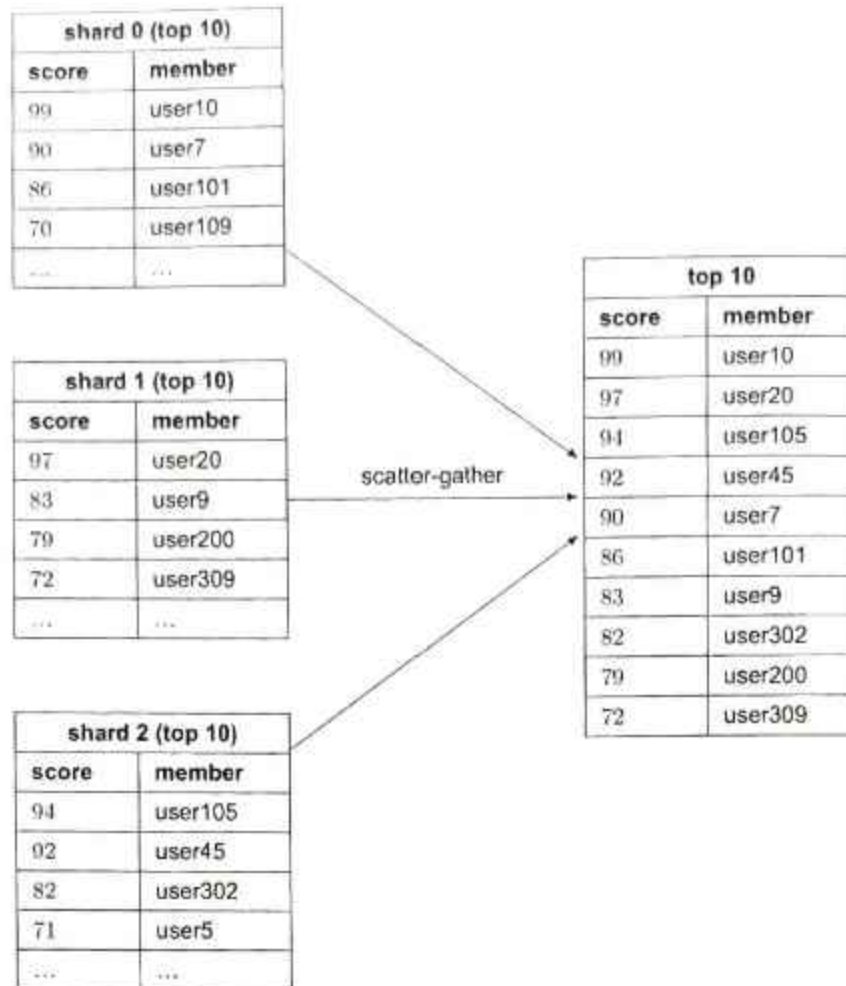 shard 0 (top 10)
score member
99 user10
90 user7
86 user101
70 user109
... ...
shard 1 (top 10)
score member
97 user20
83 user9
79 user200
72 user309
... ...
shard 2 (top 10)
score member
94 user105
92 user45
82 user302
71 user5
... ...
scatter-gather
top 10
score member
99 user10
97 user20
94 user105
92 user45
90 user7
86 user101
83 user9
82 user302
79 user200
72 user309